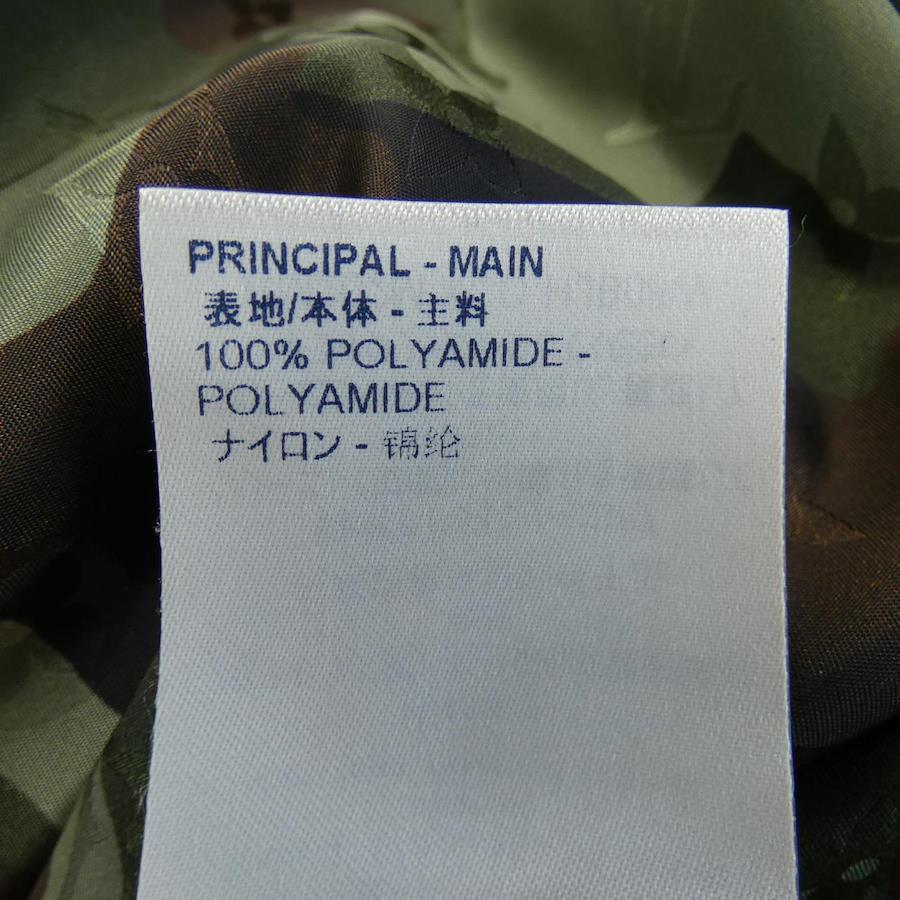 PRINCIPAL - MAIN
表地/本体 - 主料
100% POLYAMIDE -
POLYAMIDE
ナイロン - 锦纶